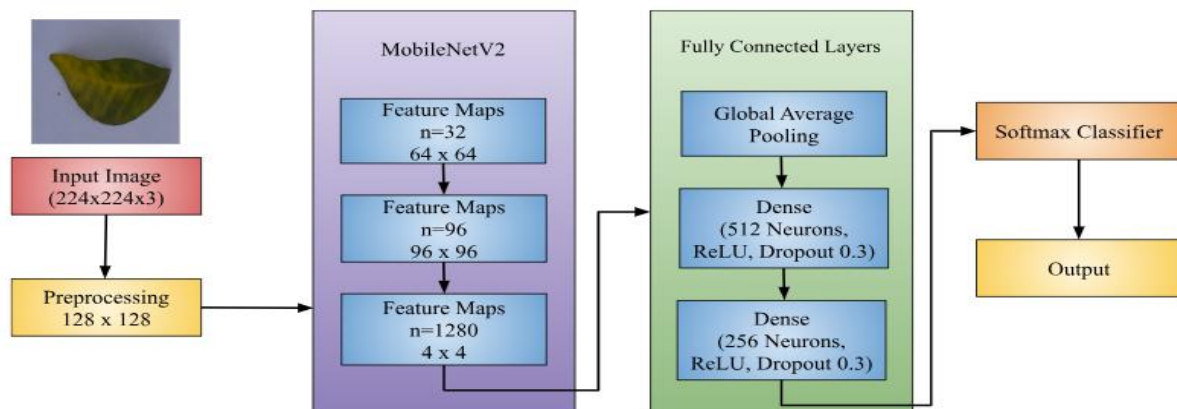 Input Image
(224x224x3)
Preprocessing
128 x 128
MobileNetV2
Feature Maps
n=32
64 x 64
Feature Maps
n=96
96 x 96
Feature Maps
n=1280
4 x 4
Fully Connected Layers
Global Average
Pooling
Dense
(512 Neurons,
ReLU, Dropout 0.3)
Dense
(256 Neurons,
ReLU, Dropout 0.3)
Softmax Classifier
Output